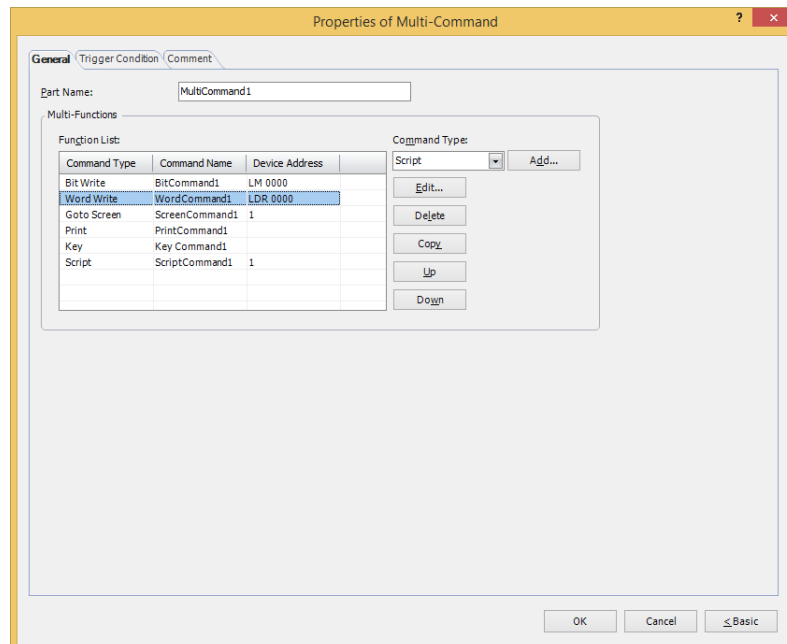 Properties of Multi-Command
? ×
General Trigger Condition Comment
Part Name: MultiCommand1
Multi-Functions
Function List: Command Type:
Command Type Command Name Device Address Script Add...
Bit Write BitCommand1 LM 0000
Word Write WordCommand1 LDR 0000 Edit...
Goto Screen ScreenCommand1 1 Delete
Print PrintCommand1
Key Key Command1 Copy
Script ScriptCommand1 1
Up
Down
OK Cancel < Basic